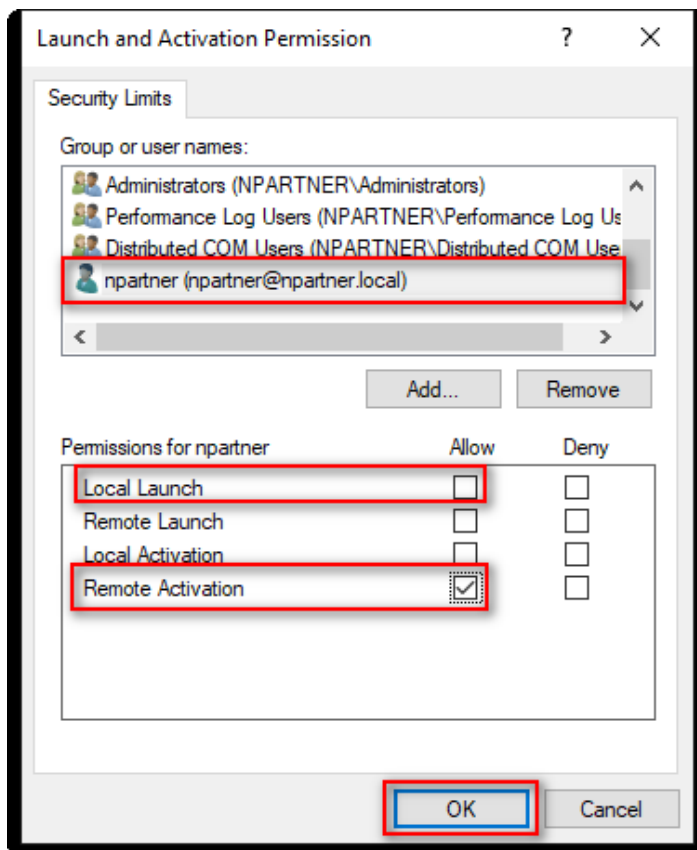 Launch and Activation Permission ? ×
Security Limits
Group or user names:
Administrators (NPARTNER\Administrators)
Performance Log Users (NPARTNER\Performance Log Us
Distributed COM Users (NPARTNER\Distributed COM Use
npartner (npartner@npartner.local)
Add... Remove
Permissions for npartner Allow Deny
Local Launch
Remote Launch
Local Activation
Remote Activation
OK Cancel